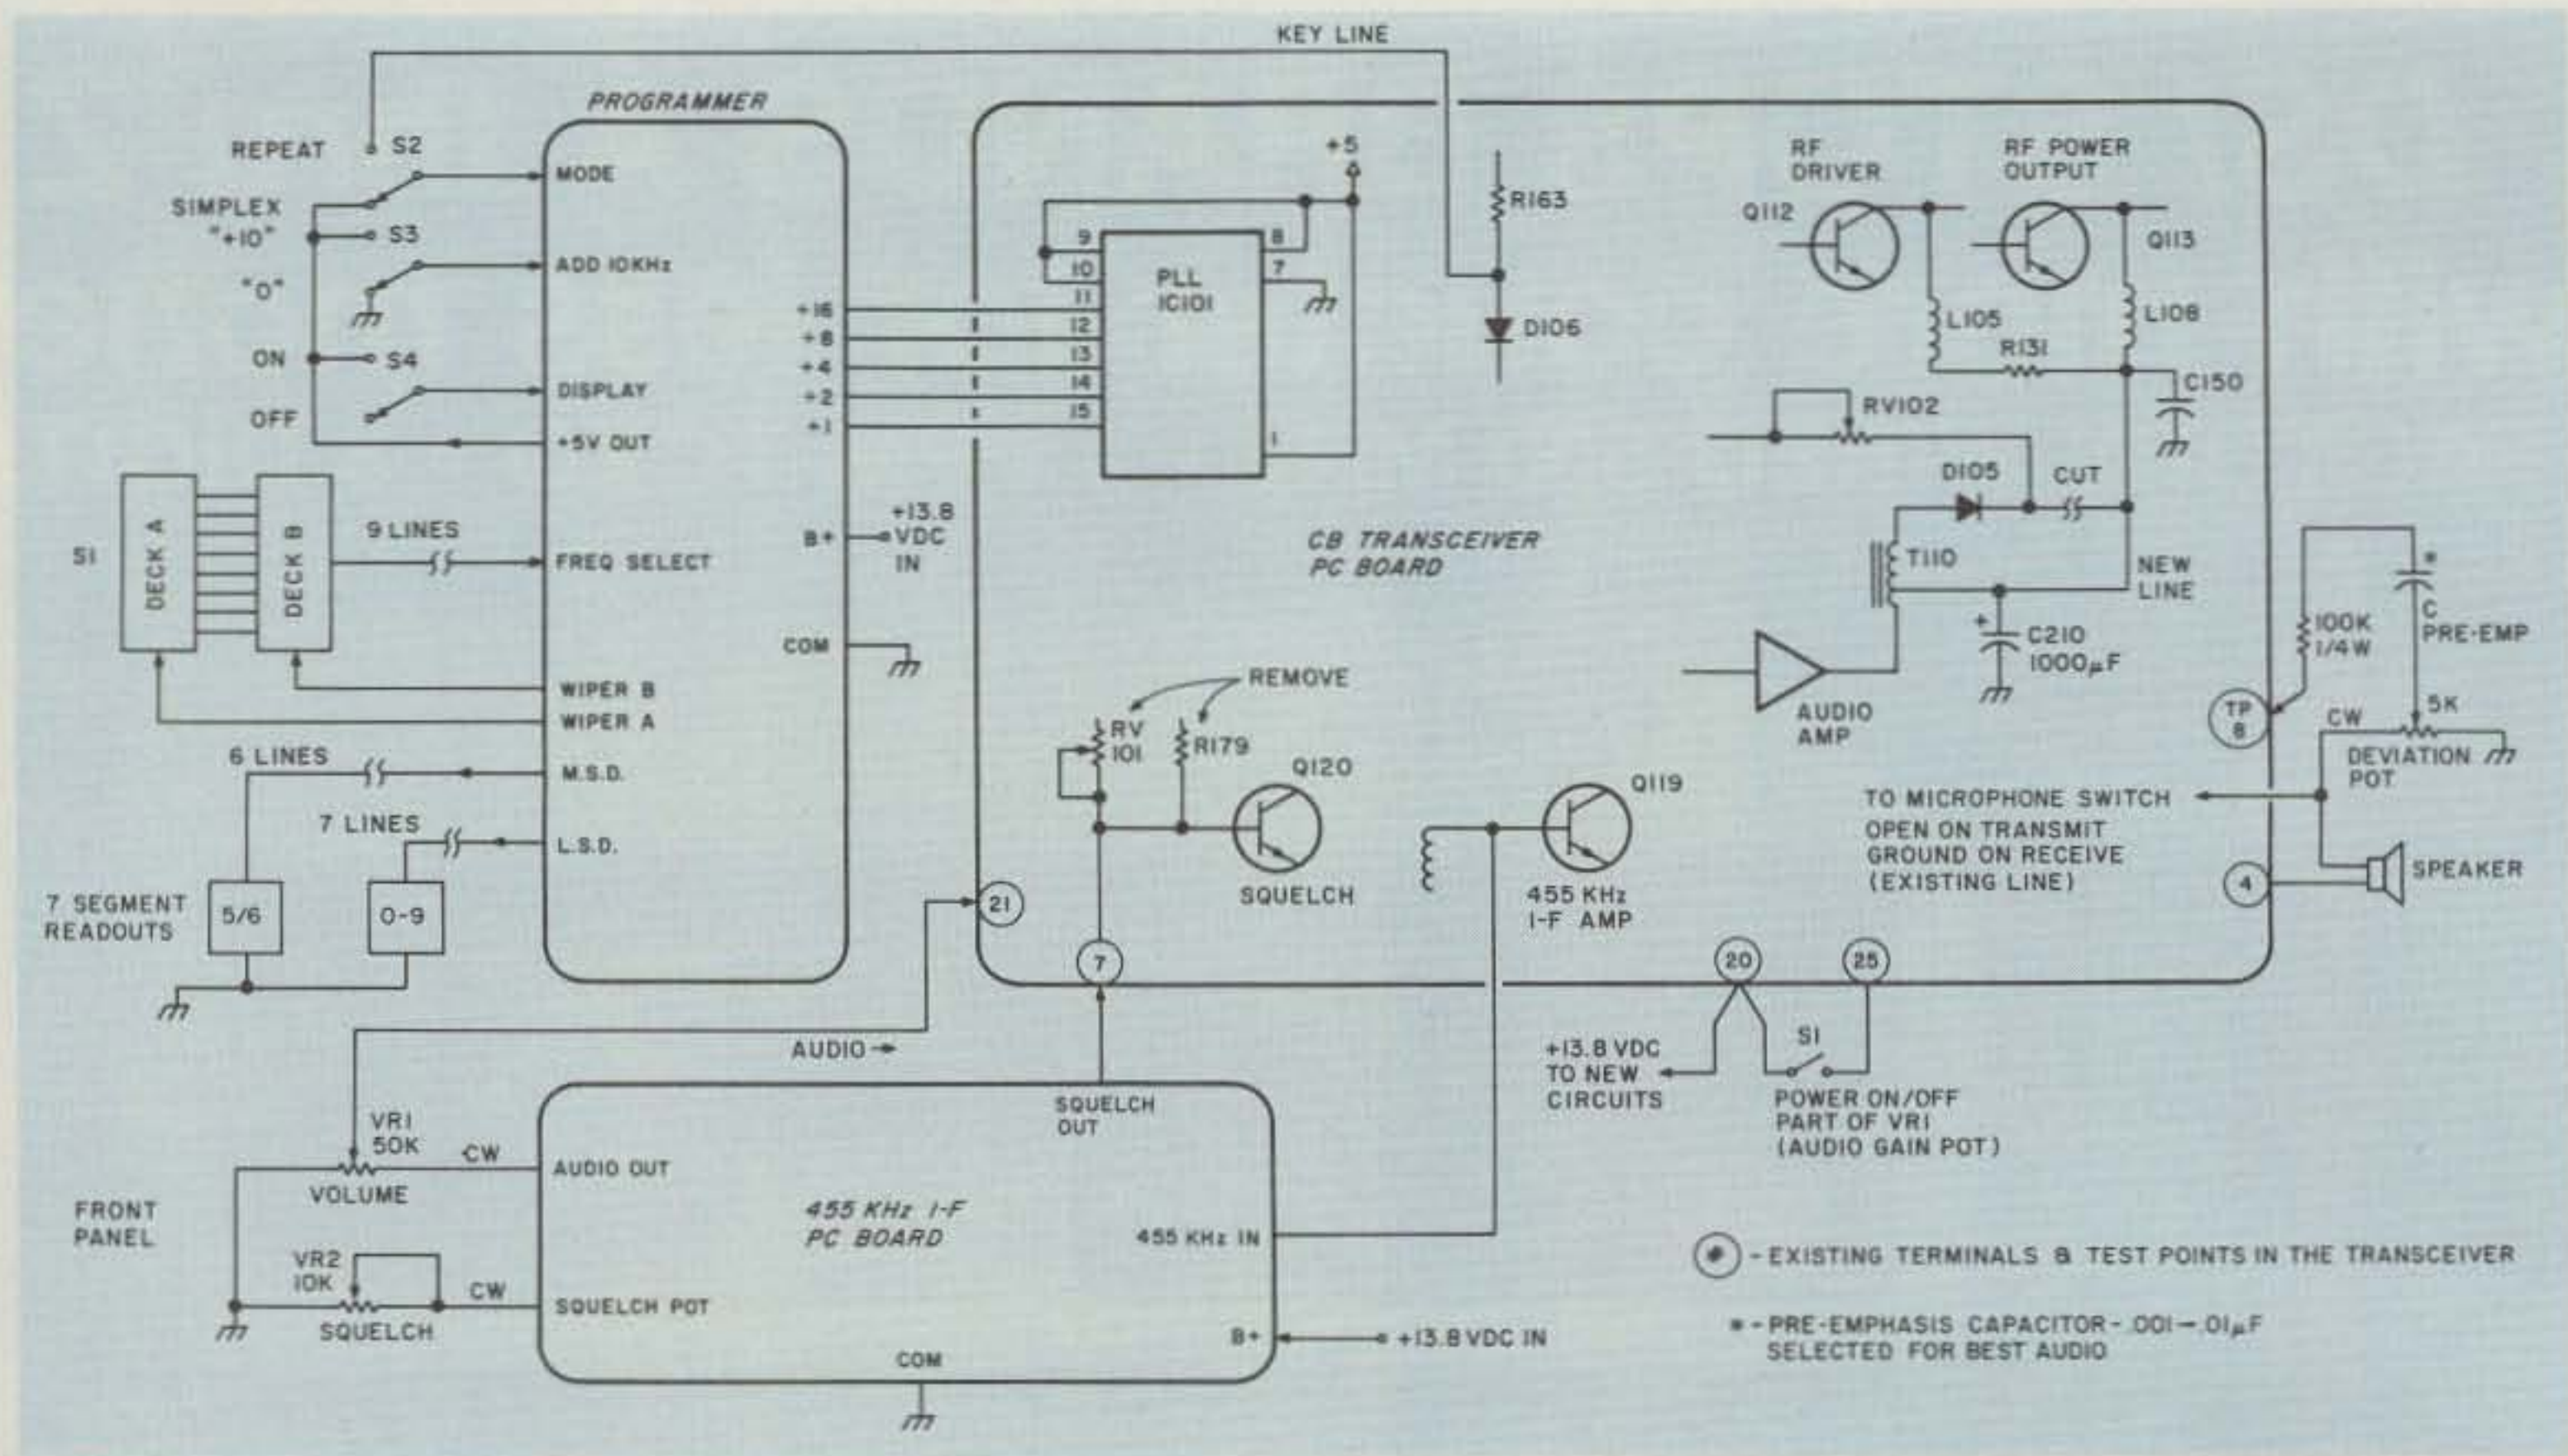 KEY LINE
PROGRAMMER
REPEAT
S2
MODE
SIMPLEX
"+10"
S3
ADD 10KHz
"0"
ON
S4
DISPLAY
OFF
+5V OUT
S1
DECK A
DECK B
9 LINES
FREQ SELECT
WIPER B
WIPER A
6 LINES
M.S.D.
7 LINES
L.S.D.
7 SEGMENT
READOUTS
5/6
0-9
+16
+8
+4
+2
+1
B+
+13.8
VDC
IN
COM
+5
9
10
11
12
13
14
15
8
7
1
PLL
IC101
R163
D106
CB TRANSCEIVER
PC BOARD
RF
DRIVER
Q112
RF POWER
OUTPUT
Q113
L105
L108
R131
C150
RV102
D105
CUT
T110
NEW
LINE
C210
1000µF
+
AUDIO
AMP
REMOVE
RV
101
R179
Q120
SQUELCH
Q119
455 KHz
I-F AMP
TO MICROPHONE SWITCH
OPEN ON TRANSMIT
GROUND ON RECEIVE
(EXISTING LINE)
*
C
PRE-EMP
100K
1/4W
TP
8
CW
5K
DEVIATION
POT
4
SPEAKER
21
7
20
25
+13.8 VDC
TO NEW
CIRCUITS
S1
POWER ON/OFF
PART OF VR1
(AUDIO GAIN POT)
AUDIO
FRONT
PANEL
VR1
50K
CW
VOLUME
VR2
10K
CW
SQUELCH
AUDIO OUT
SQUELCH POT
SQUELCH
OUT
455 KHz I-F
PC BOARD
455 KHz IN
B+
+13.8 VDC IN
COM
* - EXISTING TERMINALS & TEST POINTS IN THE TRANSCEIVER
* - PRE-EMPHASIS CAPACITOR- .001 — .01µF
SELECTED FOR BEST AUDIO